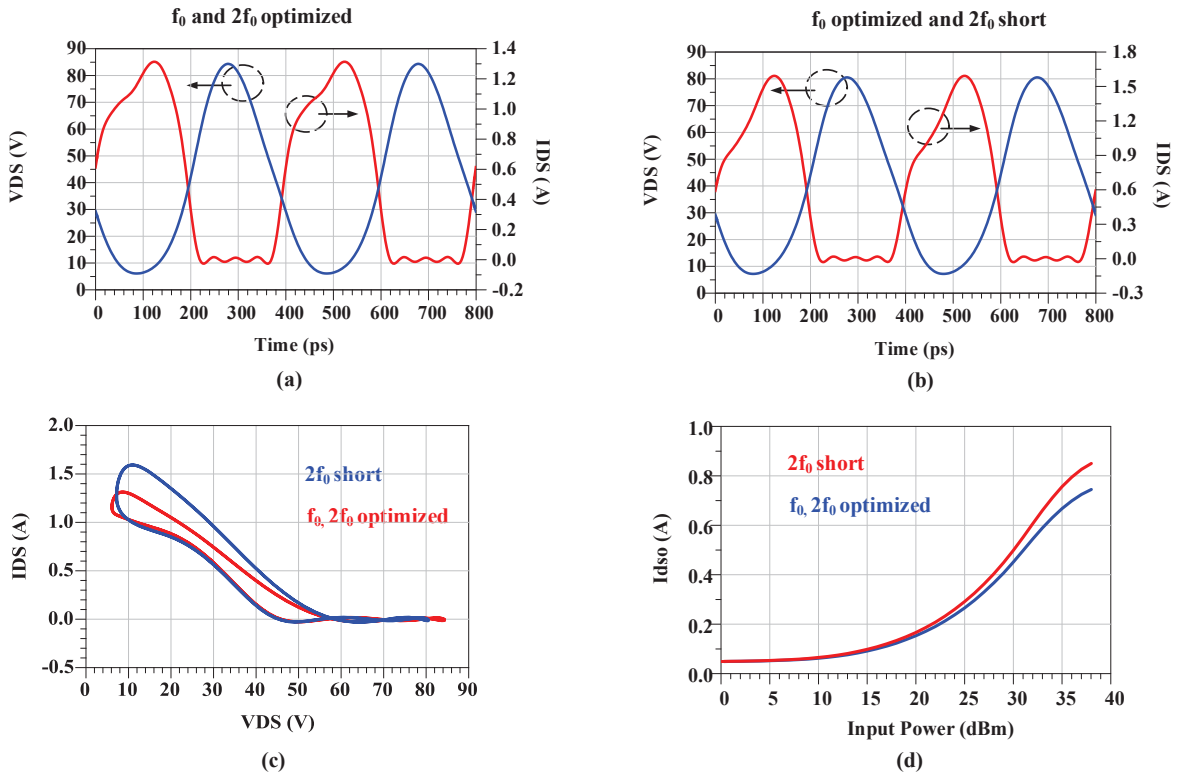 f₀ and 2f₀ optimized
90
80
70
60
50
40
30
20
10
0
VDS (V)
1.4
1.2
1.0
0.8
0.6
0.4
0.2
0.0
-0.2
IDS (A)
0 100 200 300 400 500 600 700 800
Time (ps)
(a)
f₀ optimized and 2f₀ short
90
80
70
60
50
40
30
20
10
0
VDS (V)
1.8
1.5
1.2
0.9
0.6
0.3
0.0
-0.3
IDS (A)
0 100 200 300 400 500 600 700 800
Time (ps)
(b)
2.0
1.5
1.0
0.5
0.0
-0.5
IDS (A)
2f₀ short
f₀, 2f₀ optimized
0 10 20 30 40 50 60 70 80 90
VDS (V)
(c)
1.0
0.8
0.6
0.4
0.2
0.0
Idso (A)
2f₀ short
f₀, 2f₀ optimized
0 5 10 15 20 25 30 35 40
Input Power (dBm)
(d)